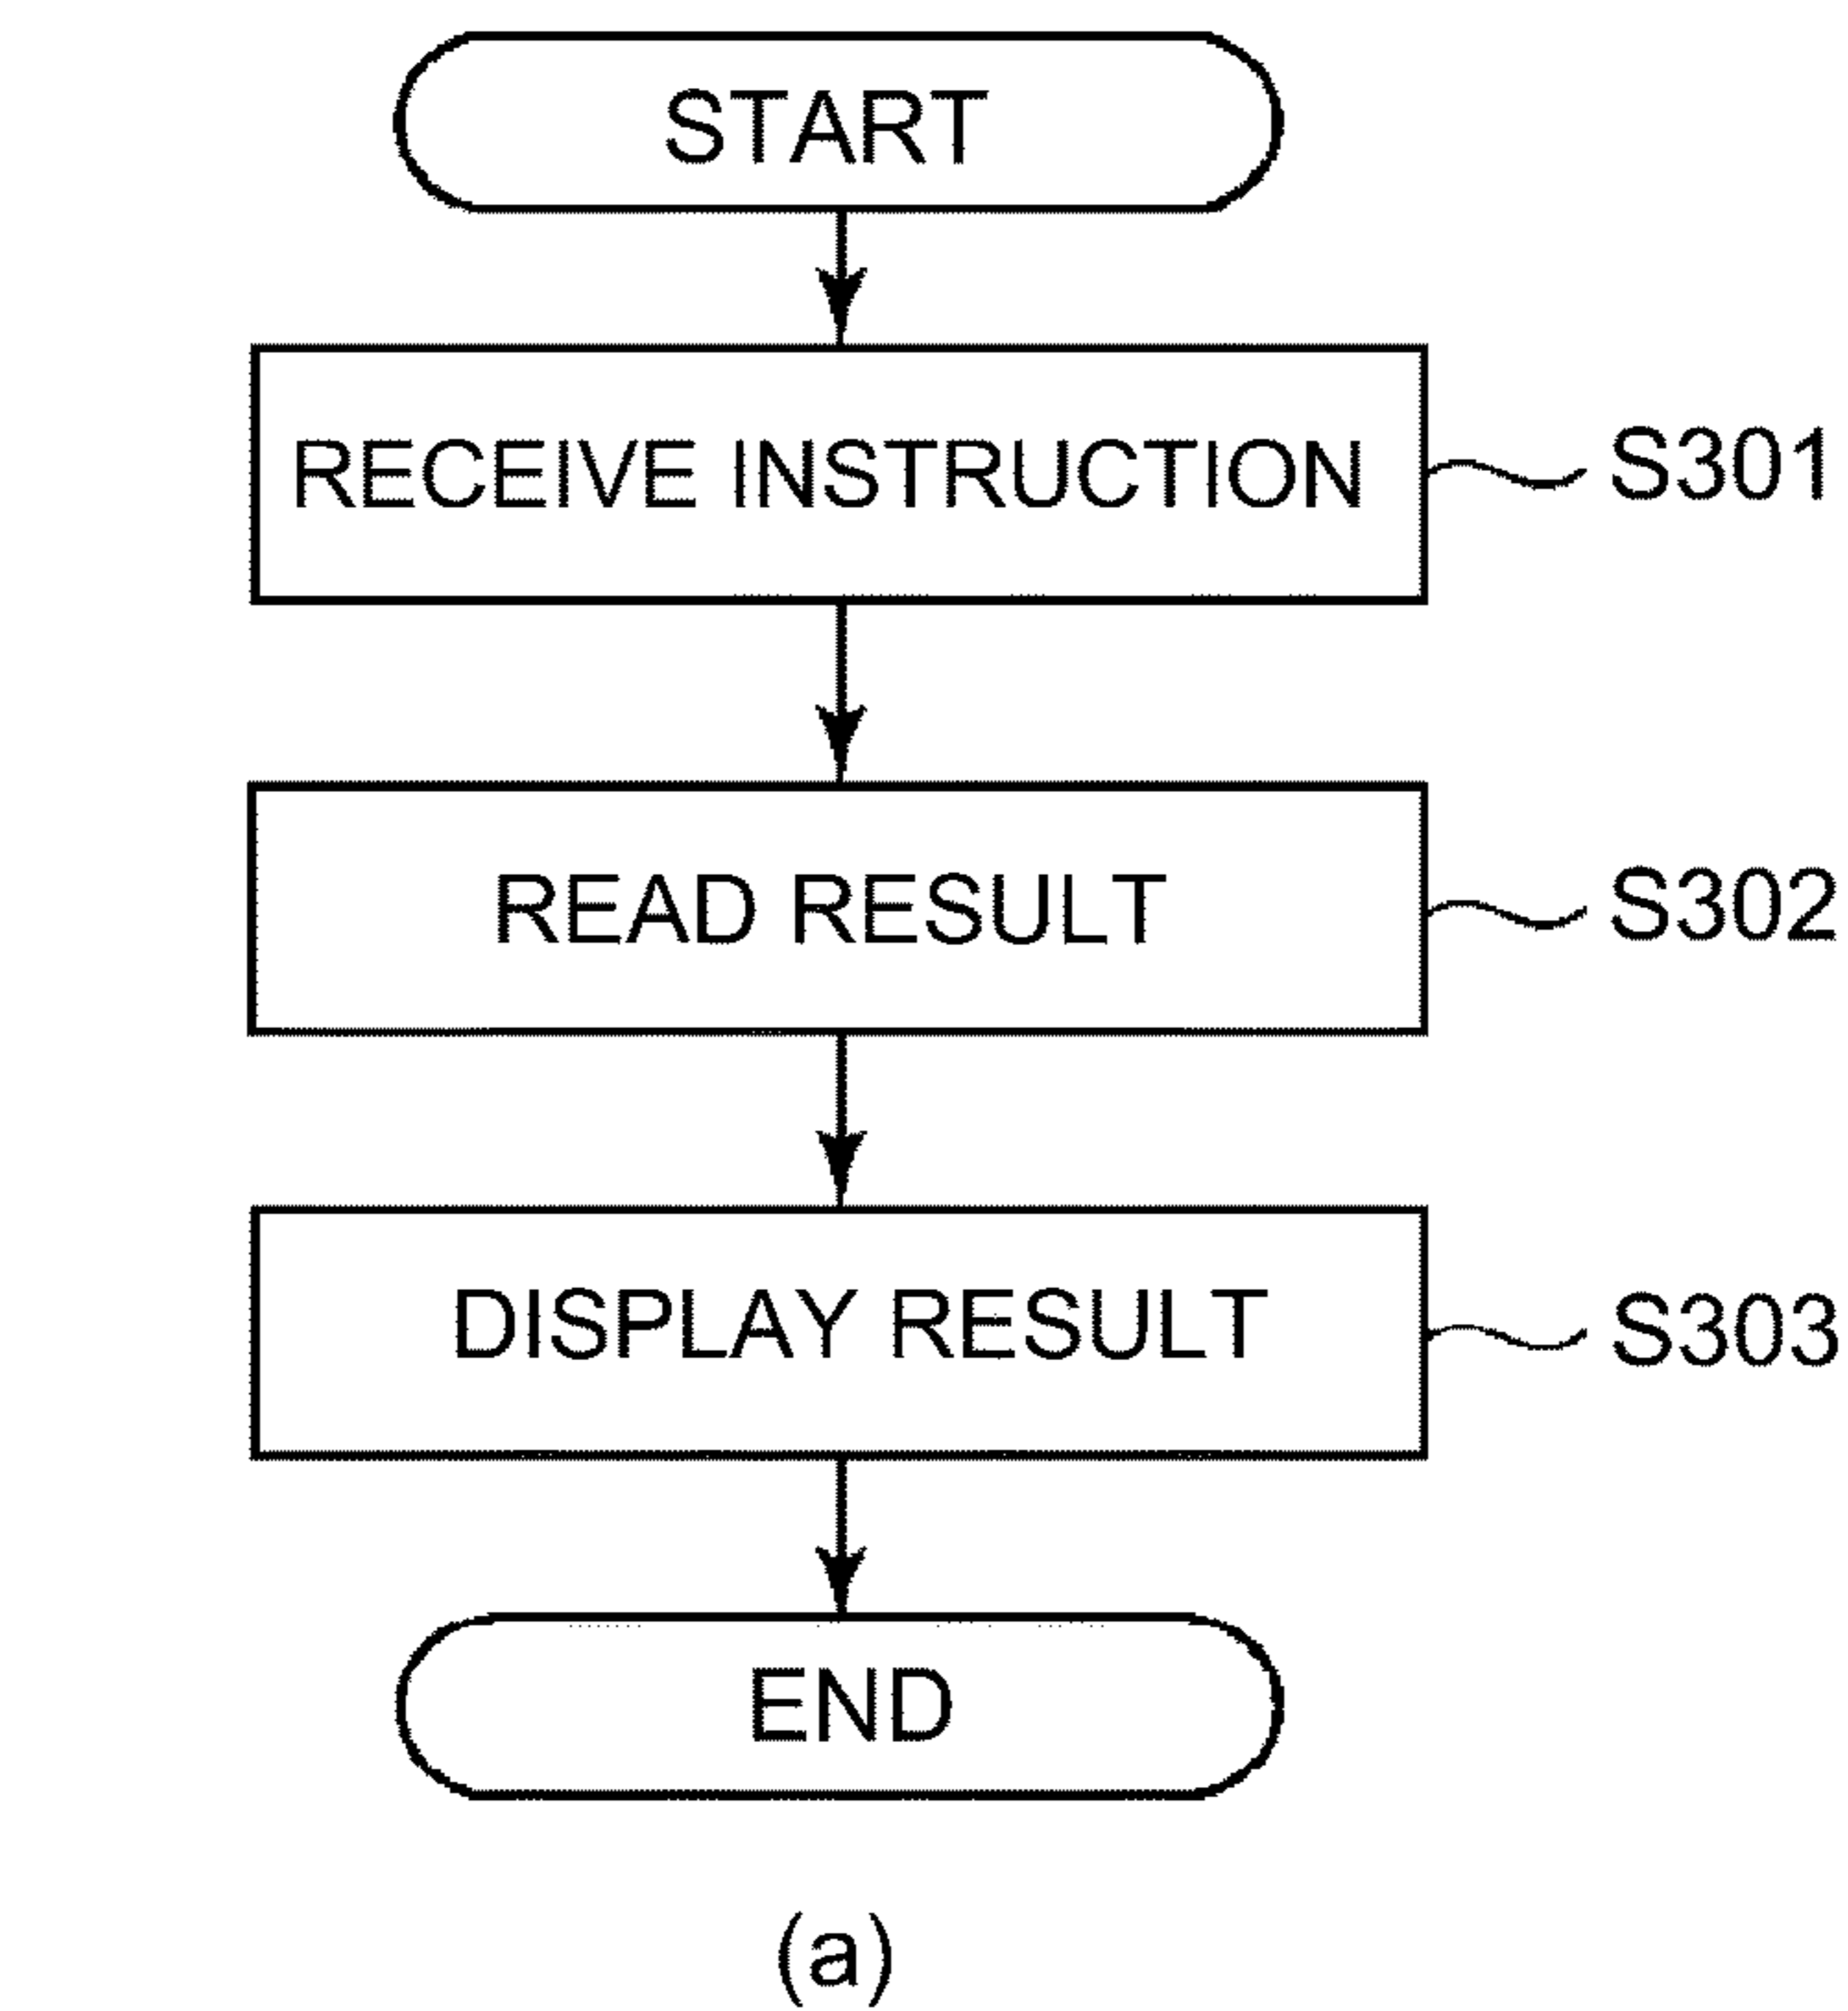 START
RECEIVE INSTRUCTION S301
READ RESULT S302
DISPLAY RESULT S303
END
(a)